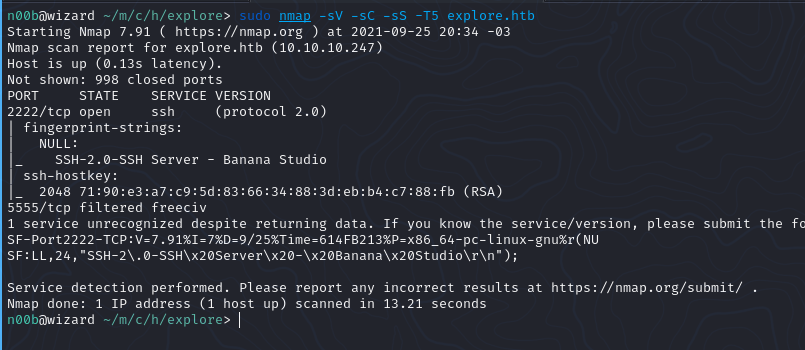 n00b@wizard ~/m/c/h/explore> sudo nmap -sV -sC -sS -T5 explore.htb
Starting Nmap 7.91 ( https://nmap.org ) at 2021-09-25 20:34 -03
Nmap scan report for explore.htb (10.10.10.247)
Host is up (0.13s latency).
Not shown: 998 closed ports
PORT     STATE    SERVICE VERSION
2222/tcp open     ssh     (protocol 2.0)
| fingerprint-strings:
|   NULL:
|_    SSH-2.0-SSH Server - Banana Studio
| ssh-hostkey:
|_  2048 71:90:e3:a7:c9:5d:83:66:34:88:3d:eb:b4:c7:88:fb (RSA)
5555/tcp filtered freeciv
1 service unrecognized despite returning data. If you know the service/version, please submit the fo
SF-Port2222-TCP:V=7.91%I=7%D=9/25%Time=614FB213%P=x86_64-pc-linux-gnu%r(NU
SF:LL,24,"SSH-2\.0-SSH\x20Server\x20-\x20Banana\x20Studio\r\n");

Service detection performed. Please report any incorrect results at https://nmap.org/submit/ .
Nmap done: 1 IP address (1 host up) scanned in 13.21 seconds
n00b@wizard ~/m/c/h/explore>